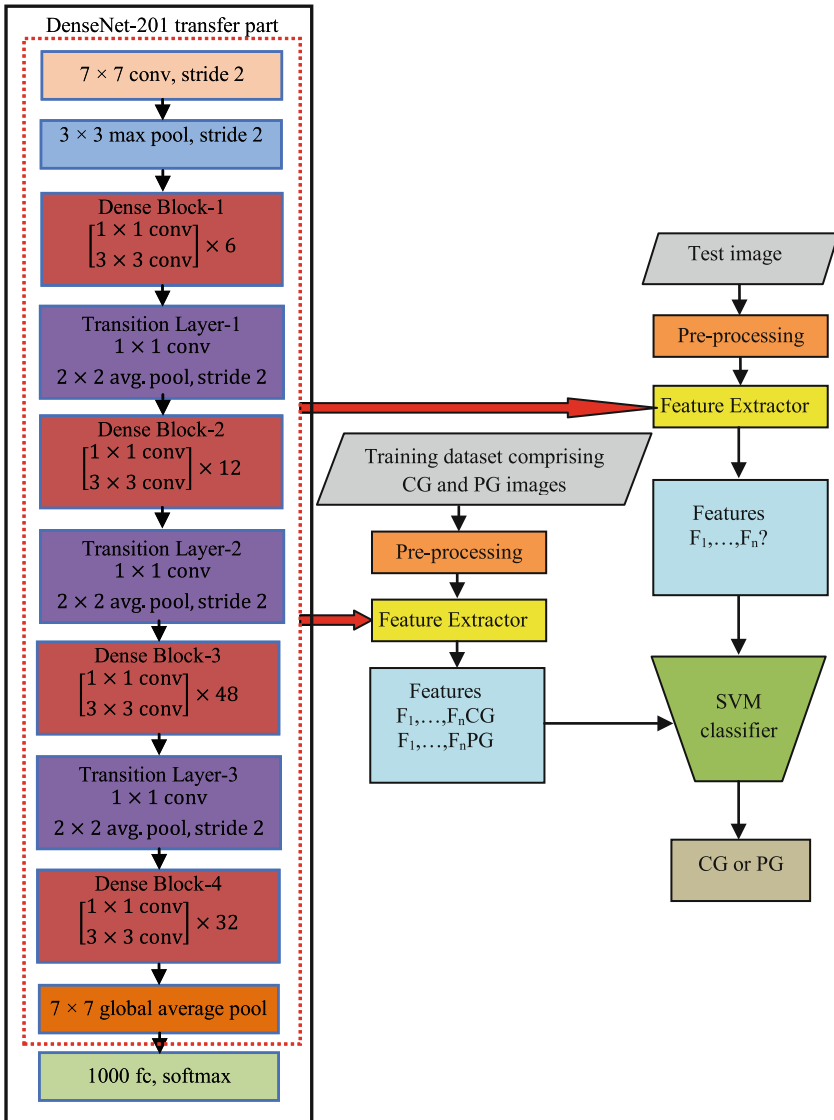 DenseNet-201 transfer part
7 × 7 conv, stride 2
3 × 3 max pool, stride 2
Dense Block-1
[1 × 1 conv
3 × 3 conv] × 6
Transition Layer-1
1 × 1 conv
2 × 2 avg. pool, stride 2
Dense Block-2
[1 × 1 conv
3 × 3 conv] × 12
Transition Layer-2
1 × 1 conv
2 × 2 avg. pool, stride 2
Dense Block-3
[1 × 1 conv
3 × 3 conv] × 48
Transition Layer-3
1 × 1 conv
2 × 2 avg. pool, stride 2
Dense Block-4
[1 × 1 conv
3 × 3 conv] × 32
7 × 7 global average pool
1000 fc, softmax
Training dataset comprising
CG and PG images
Pre-processing
Feature Extractor
Features
F₁,…,FₙCG
F₁,…,FₙPG
Test image
Pre-processing
Feature Extractor
Features
F₁,…,Fₙ?
SVM
classifier
CG or PG